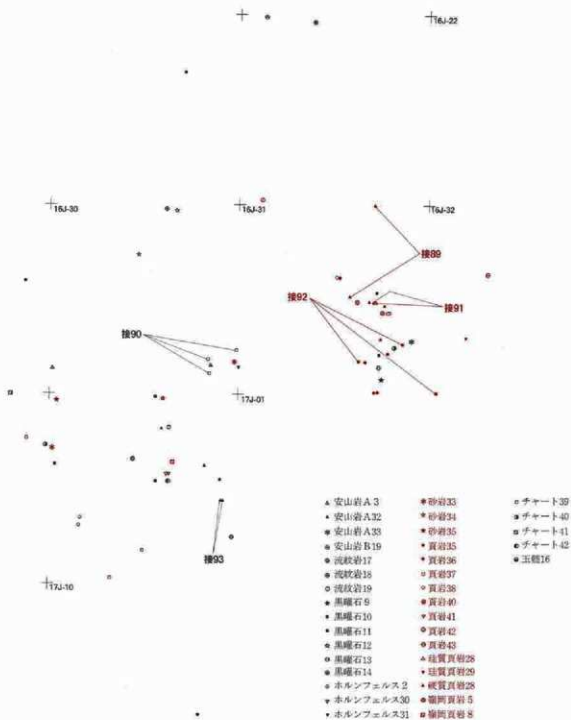 16J-22
16J-30
16J-31
16J-32
接89
接92
接91
接90
17J-01
接93
17J-10
安山岩A 3
安山岩A32
安山岩A33
安山岩B19
流紋岩17
流紋岩18
流紋岩19
黒曜石 9
黒曜石10
黒曜石11
黒曜石12
黒曜石13
黒曜石14
ホルンフェルス 2
ホルンフェルス30
ホルンフェルス31
砂岩33
砂岩34
砂岩35
頁岩35
頁岩36
頁岩37
頁岩38
頁岩40
頁岩41
頁岩42
頁岩43
珪質頁岩28
珪質頁岩29
硬質頁岩28
嶺岡頁岩 5
嶺岡頁岩 8
チャート39
チャート40
チャート41
チャート42
玉髄16